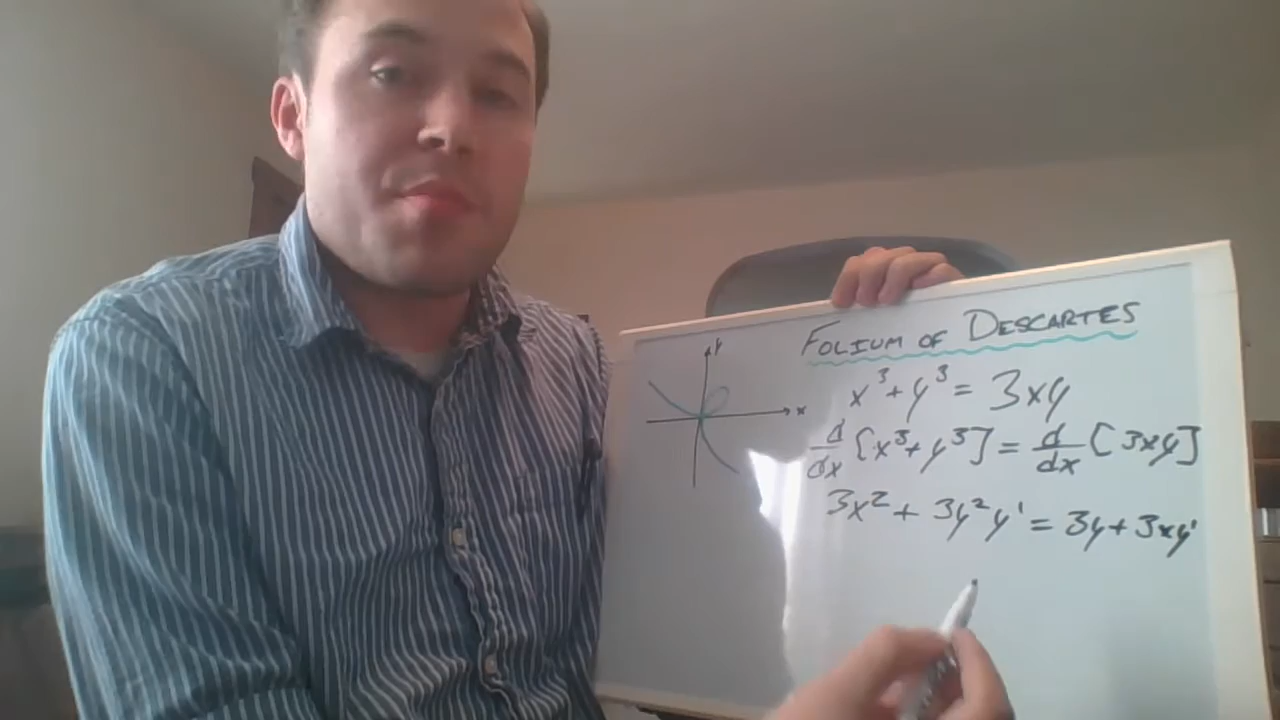 FOLIUM OF DESCARTES
y
x
x³+y³ = 3xy
d/dx [x³+y³] = d/dx [3xy]
3x² + 3y²y' = 3y+3xy'